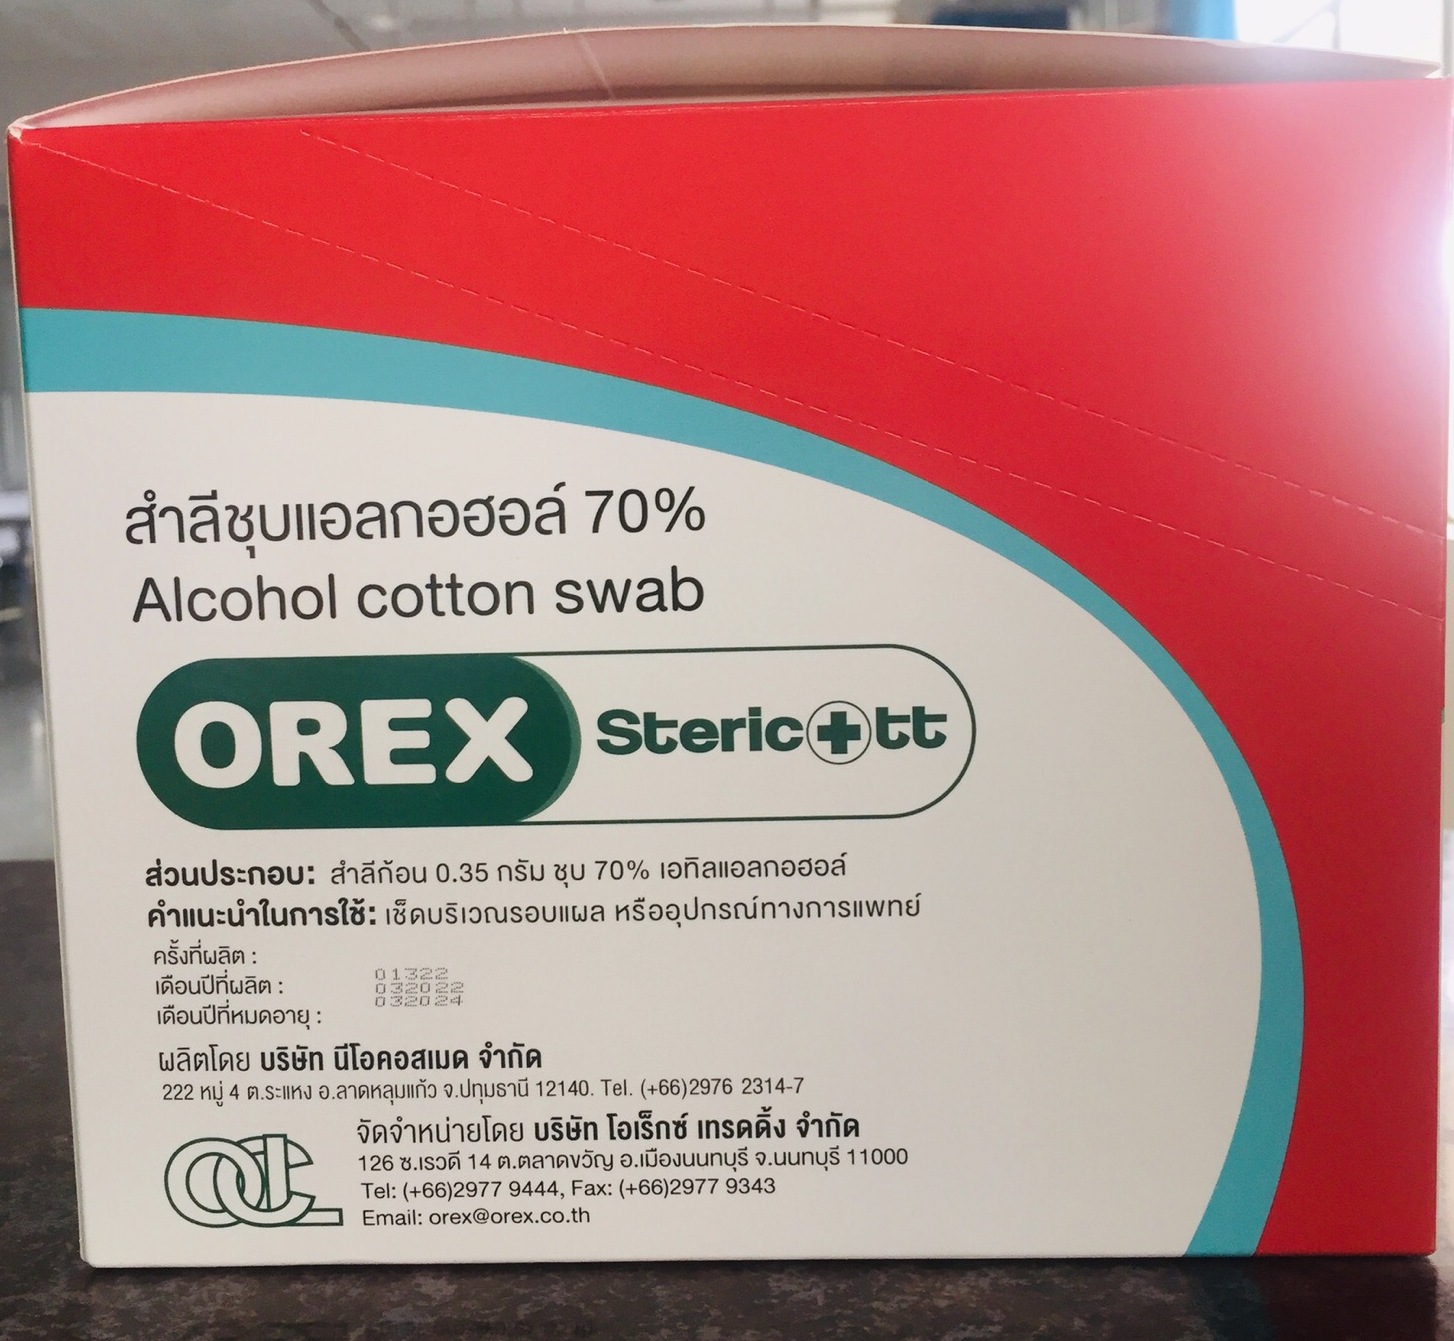 สำลีชุบแอลกอฮอล์ 70%
Alcohol cotton swab
OREX Stericott
ส่วนประกอบ: สำลีก้อน 0.35 กรัม ชุบ 70% เอทิลแอลกอฮอล์
คำแนะนำในการใช้: เช็ดบริเวณรอบแผล หรืออุปกรณ์ทางการแพทย์
ครั้งที่ผลิต : 01322
เดือนปีที่ผลิต : 032022
เดือนปีที่หมดอายุ : 032024
ผลิตโดย บริษัท นีโอคอสเมด จำกัด
222 หมู่ 4 ต.ระแหง อ.ลาดหลุมแก้ว จ.ปทุมธานี 12140. Tel. (+66)2976 2314-7
จัดจำหน่ายโดย บริษัท โอเร็กซ์ เทรดดิ้ง จำกัด
126 ซ.เรวดี 14 ต.ตลาดขวัญ อ.เมืองนนทบุรี จ.นนทบุรี 11000
Tel: (+66)2977 9444, Fax: (+66)2977 9343
Email: orex@orex.co.th